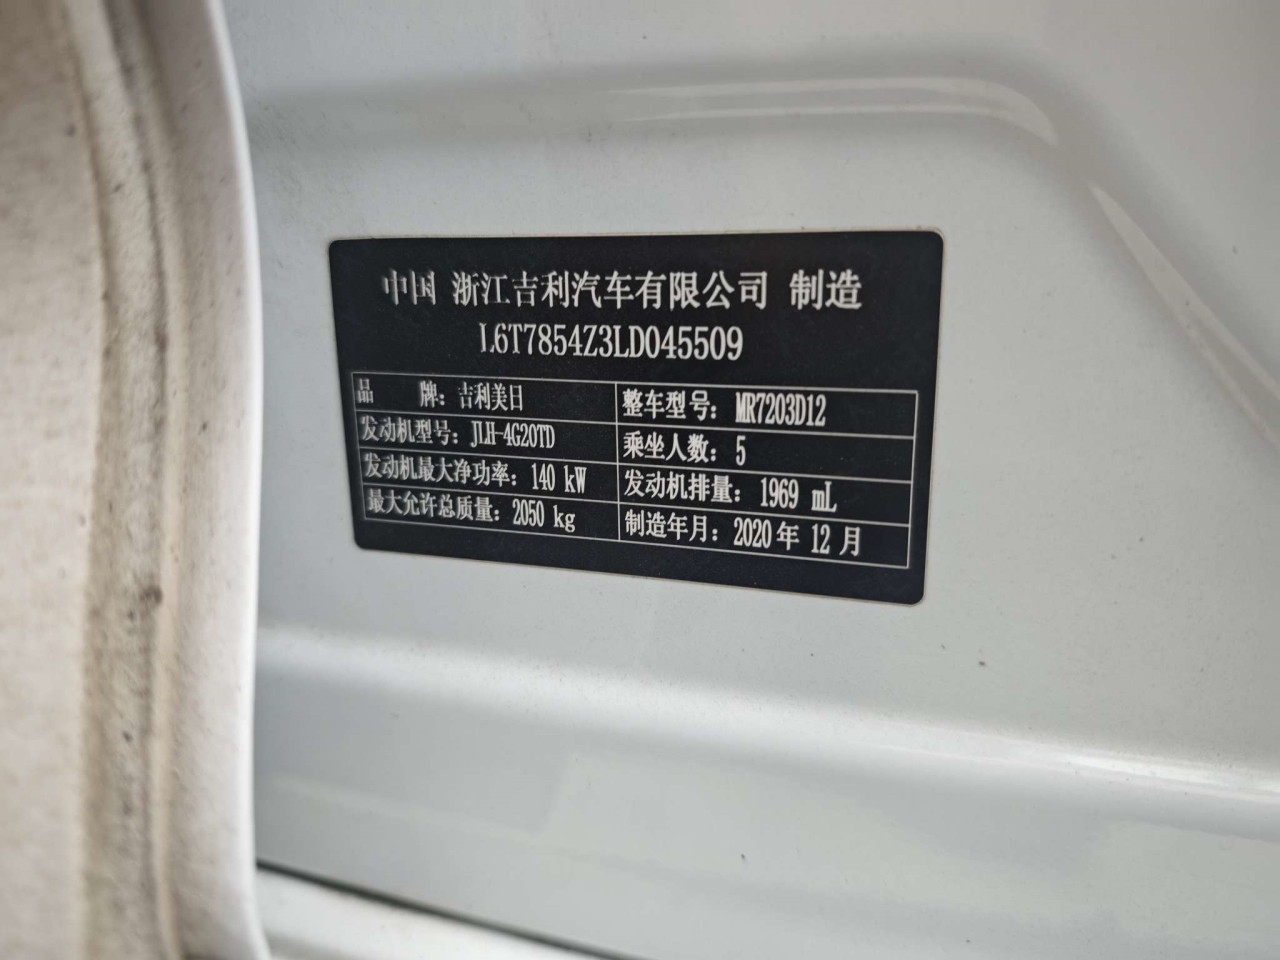 中国 浙江吉利汽车有限公司 制造
L6T7854Z3LD045509
品 牌：吉利美日 整车型号：MR7203D12
发动机型号：JLH-4G20TD 乘坐人数：5
发动机最大净功率：140 kW 发动机排量：1969 mL
最大允许总质量：2050 kg 制造年月：2020年 12月